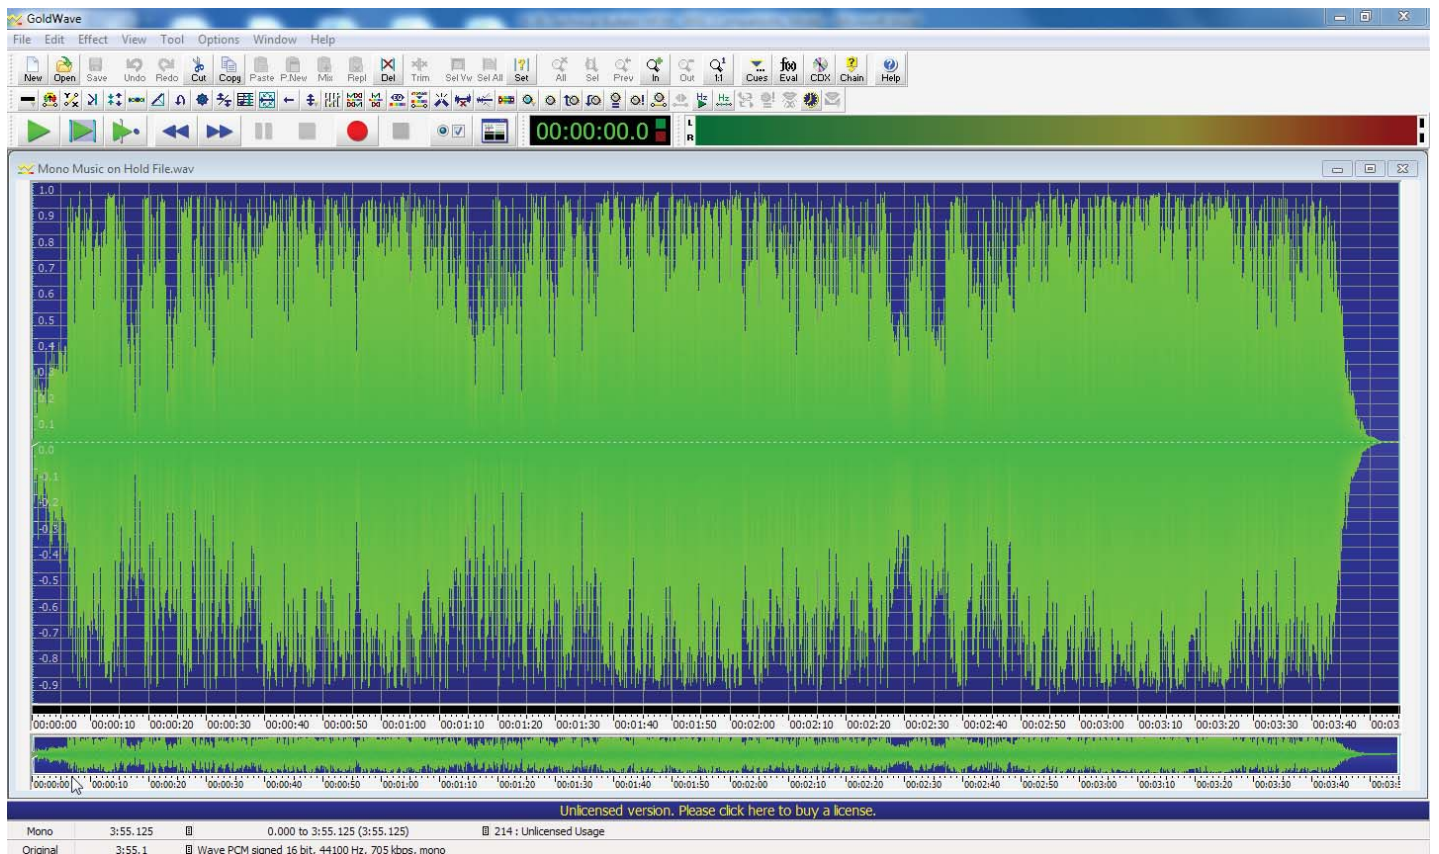 GoldWave
File Edit Effect View Tool Options Window Help
New Open Save Undo Redo Cut Copy Paste P.New Mix Repl Del Trim Sel Vw Sel All Set All Sel Prev In Out 1:1 Cues Eval CDX Chain Help
00:00:00.0
L
R
Mono Music on Hold File.wav
1.0
0.9
0.8
0.7
0.6
0.5
0.4
0.3
0.2
0.1
0.0
-0.1
-0.2
-0.3
-0.4
-0.5
-0.6
-0.7
-0.8
-0.9
00:00:00 00:00:10 00:00:20 00:00:30 00:00:40 00:00:50 00:01:00 00:01:10 00:01:20 00:01:30 00:01:40 00:01:50 00:02:00 00:02:10 00:02:20 00:02:30 00:02:40 00:02:50 00:03:00 00:03:10 00:03:20 00:03:30 00:03:40 00:03
00:00:00 00:00:10 00:00:20 00:00:30 00:00:40 00:00:50 00:01:00 00:01:10 00:01:20 00:01:30 00:01:40 00:01:50 00:02:00 00:02:10 00:02:20 00:02:30 00:02:40 00:02:50 00:03:00 00:03:10 00:03:20 00:03:30 00:03:40 00:03:5
Unlicensed version. Please click here to buy a license.
Mono 3:55.125 0.000 to 3:55.125 (3:55.125) 214 : Unlicensed Usage
Original 3:55.1 Wave PCM signed 16 bit, 44100 Hz, 705 kbps, mono